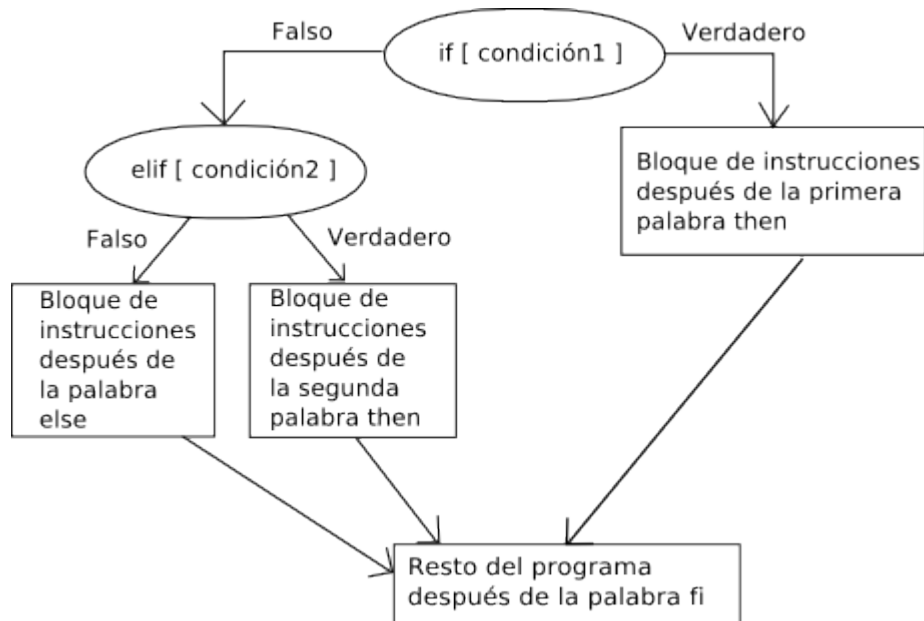 Falso
if [ condición1 ]
Verdadero
elif [ condición2 ]
Bloque de instrucciones
después de la primera
palabra then
Falso
Verdadero
Bloque de
instrucciones
después de
la palabra
else
Bloque de
instrucciones
después de
la segunda
palabra then
Resto del programa
después de la palabra fi